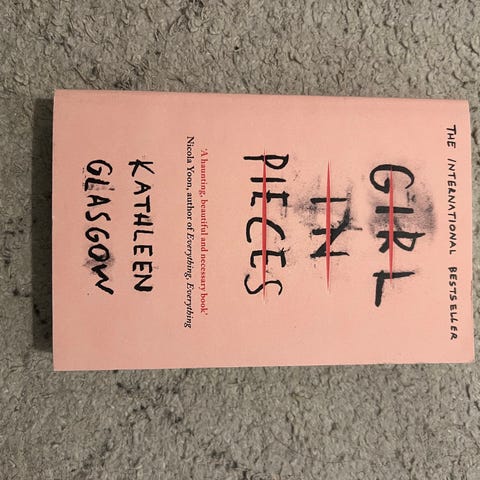 THE INTERNATIONAL BESTSELLER
GIRL
IN
PIECES
'A haunting, beautiful and necessary book'
Nicola Yoon, author of Everything, Everything
KATHLEEN
GLASGOW